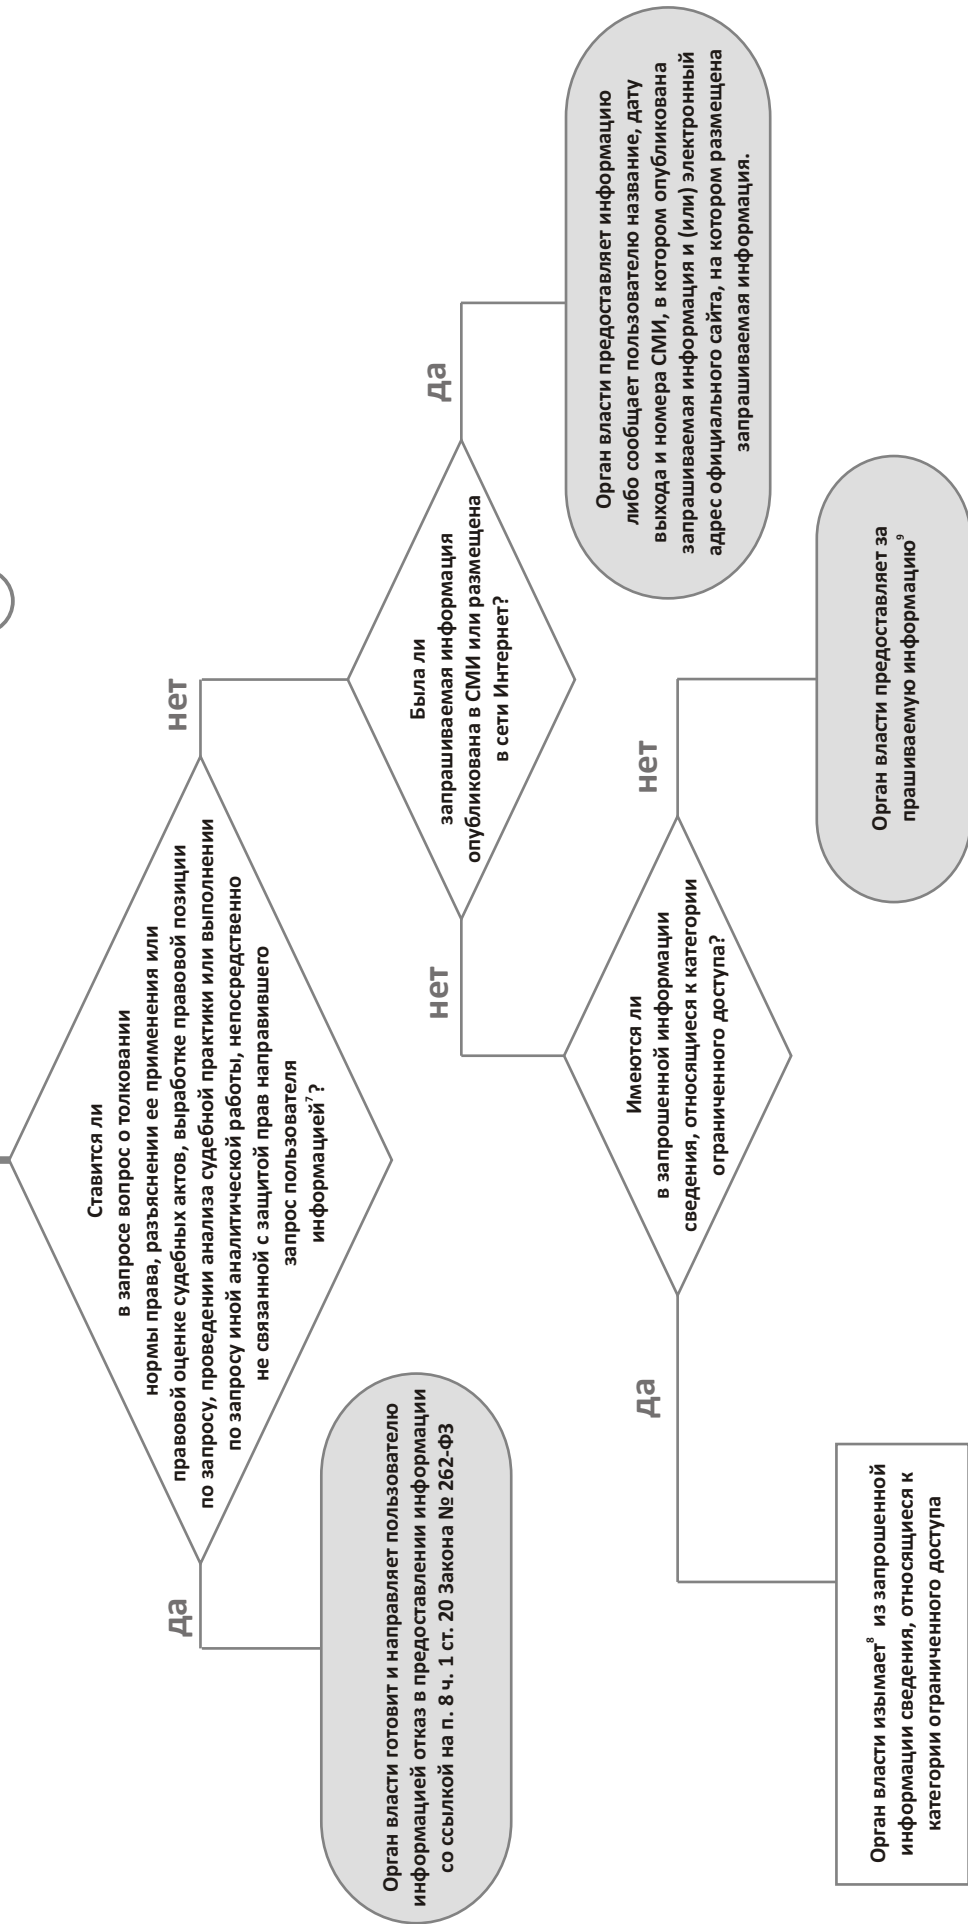 Ставится ли
в запросе вопрос о толковании
нормы права, разъяснении ее применения или
правовой оценке судебных актов, выработке правовой позиции
по запросу, проведении анализа судебной практики или выполнении
по запросу иной аналитической работы, непосредственно
не связанной с защитой прав направившего
запрос пользователя
информацией⁷?
да
нет
Орган власти готовит и направляет пользователю
информацией отказ в предоставлении информации
со ссылкой на п. 8 ч. 1 ст. 20 Закона № 262-ФЗ
Была ли
запрашиваемая информация
опубликована в СМИ или размещена
в сети Интернет?
нет
да
Орган власти предоставляет информацию
либо сообщает пользователю название, дату
выхода и номера СМИ, в котором опубликована
запрашиваемая информация и (или) электронный
адрес официального сайта, на котором размещена
запрашиваемая информация.
Имеются ли
в запрошенной информации
сведения, относящиеся к категории
ограниченного доступа?
да
нет
Орган власти изымает⁸ из запрошенной
информации сведения, относящиеся к
категории ограниченного доступа
Орган власти предоставляет за
прашиваемую информацию⁹